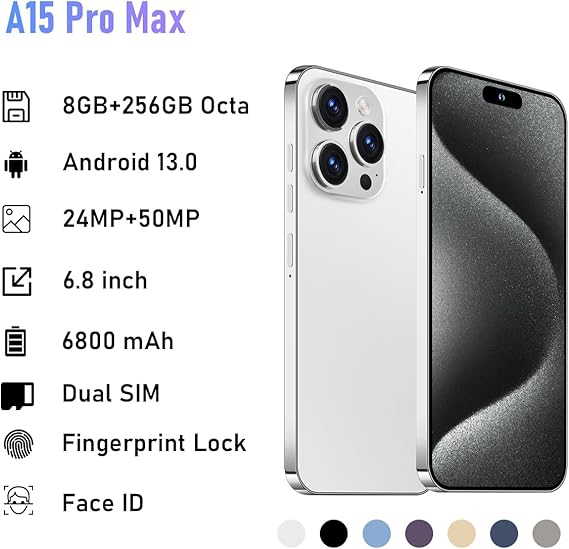 A15 Pro Max
8GB+256GB Octa
Android 13.0
24MP+50MP
6.8 inch
6800 mAh
Dual SIM
Fingerprint Lock
Face ID